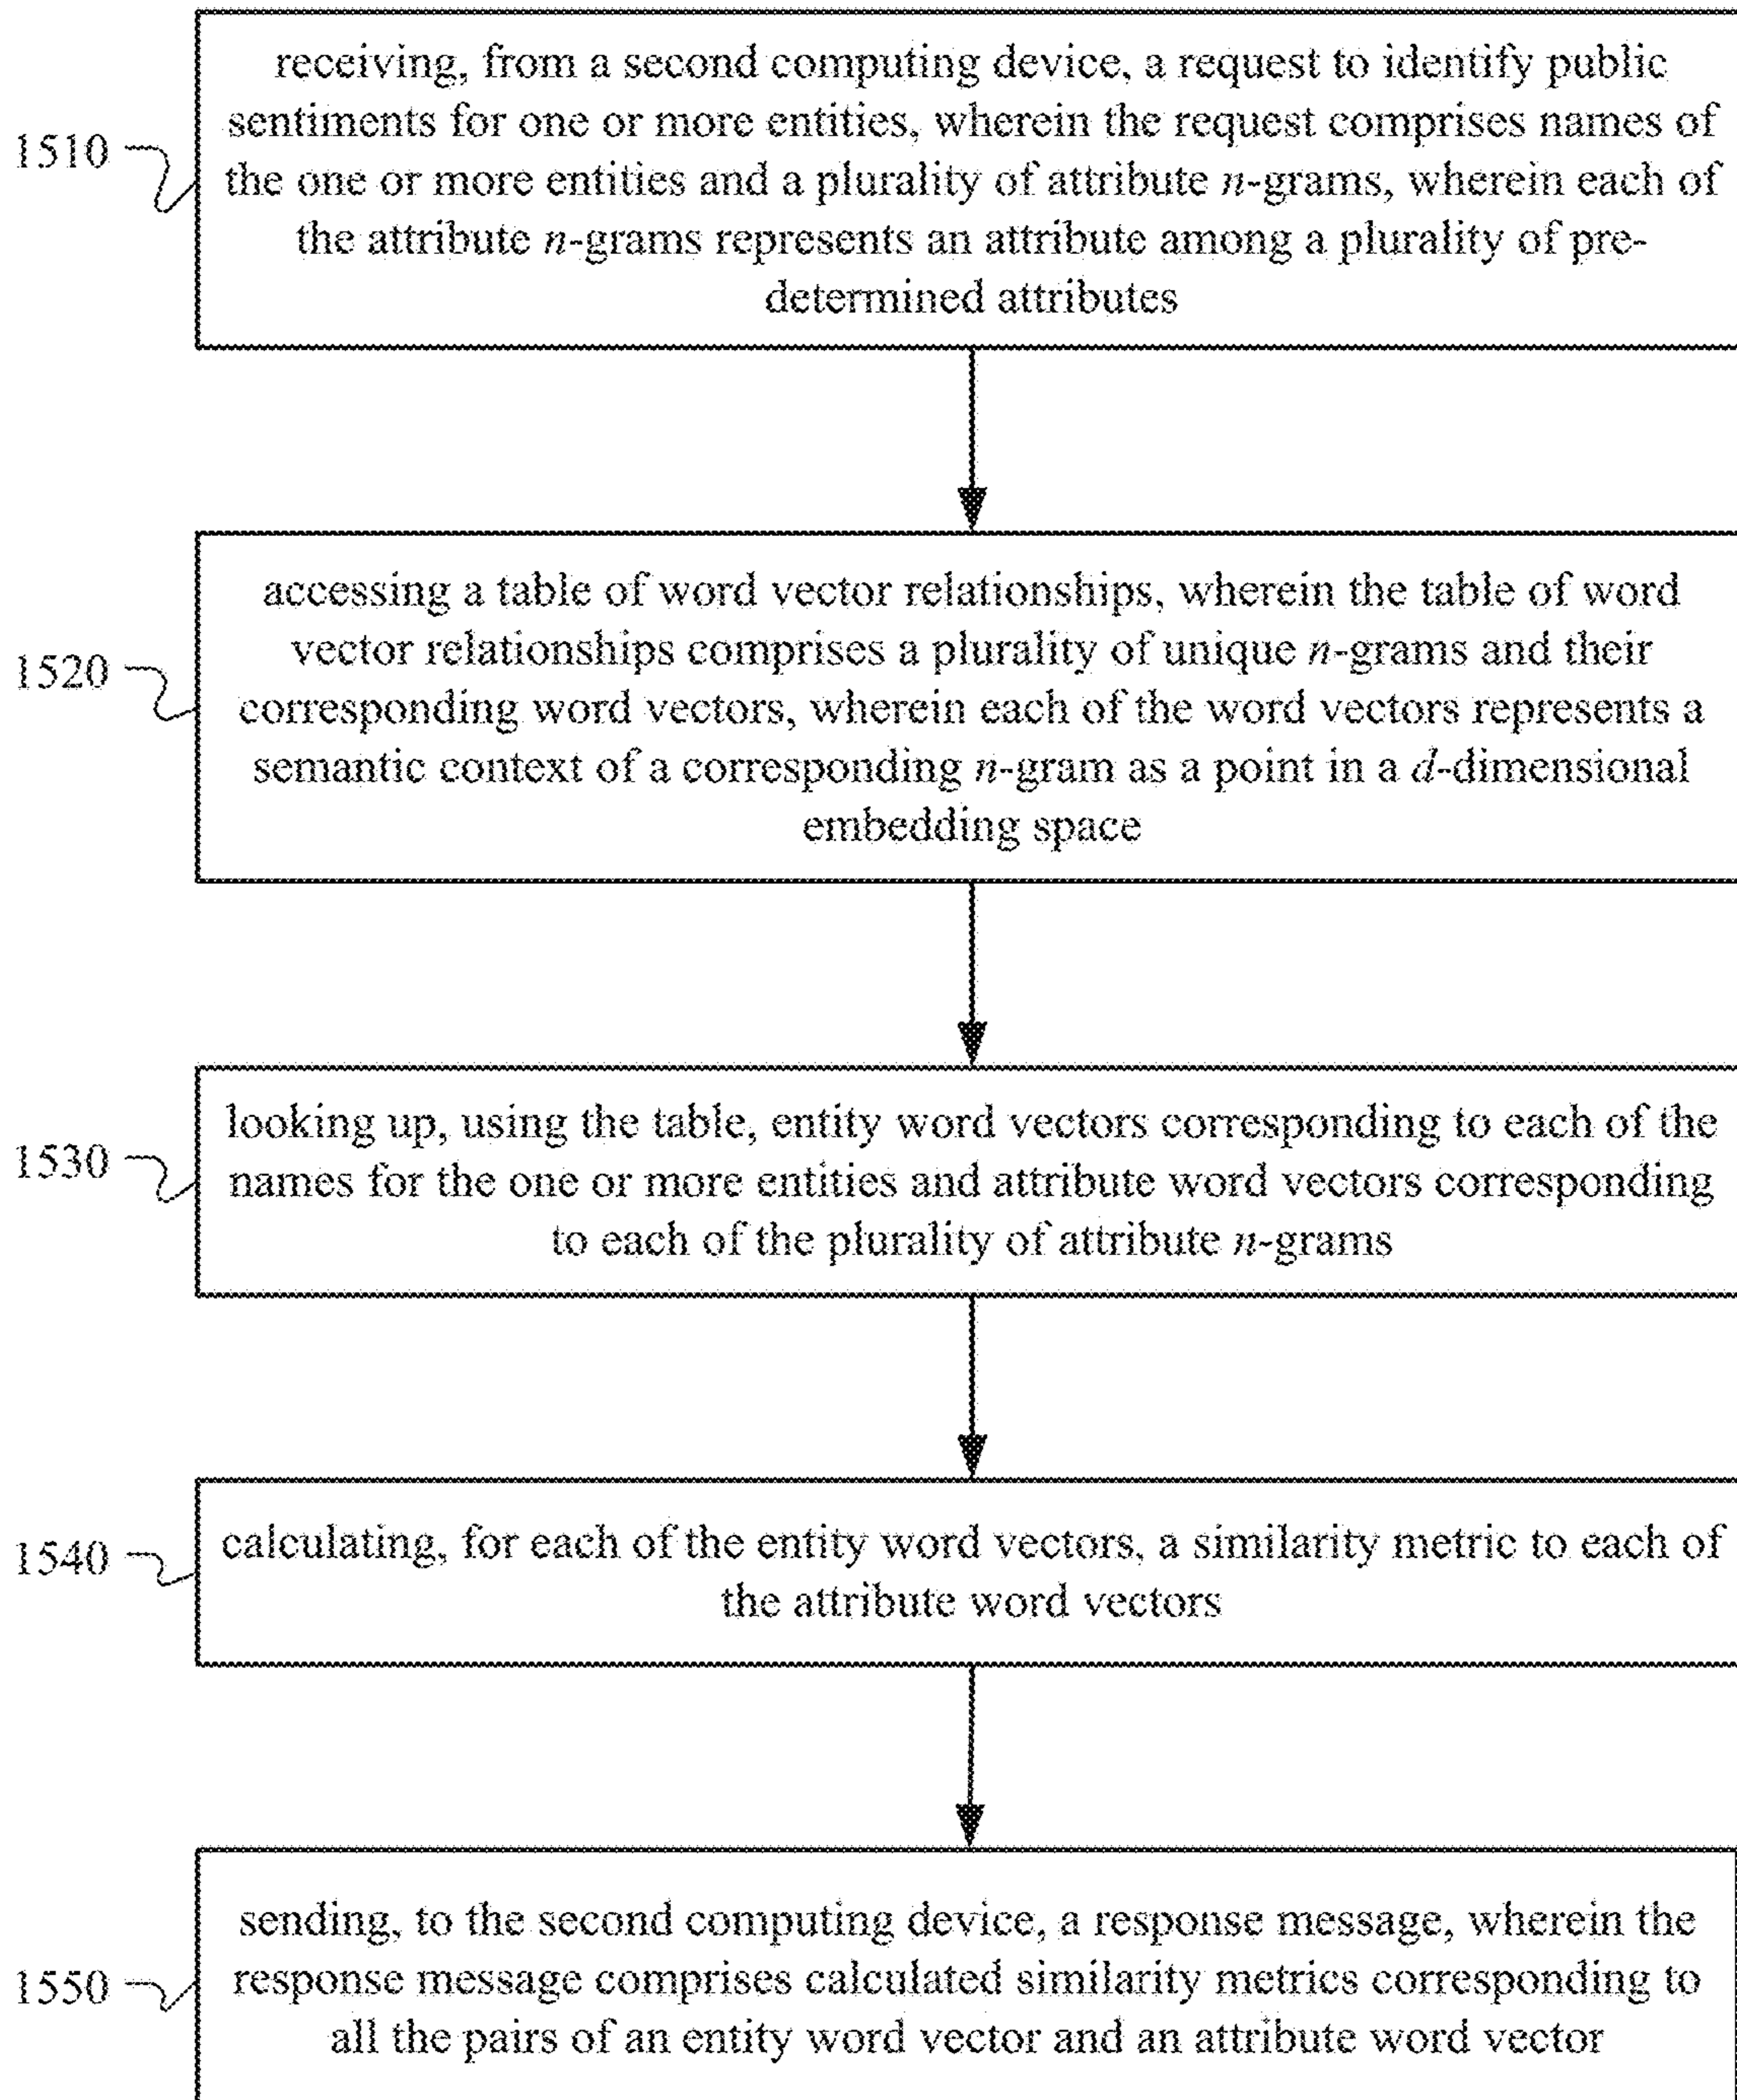 1510
receiving, from a second computing device, a request to identify public
sentiments for one or more entities, wherein the request comprises names of
the one or more entities and a plurality of attribute n-grams, wherein each of
the attribute n-grams represents an attribute among a plurality of pre-
determined attributes
1520
accessing a table of word vector relationships, wherein the table of word
vector relationships comprises a plurality of unique n-grams and their
corresponding word vectors, wherein each of the word vectors represents a
semantic context of a corresponding n-gram as a point in a d-dimensional
embedding space
1530
looking up, using the table, entity word vectors corresponding to each of the
names for the one or more entities and attribute word vectors corresponding
to each of the plurality of attribute n-grams
1540
calculating, for each of the entity word vectors, a similarity metric to each of
the attribute word vectors
1550
sending, to the second computing device, a response message, wherein the
response message comprises calculated similarity metrics corresponding to
all the pairs of an entity word vector and an attribute word vector